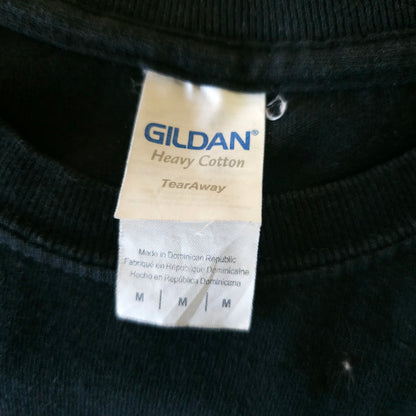 GILDAN®
Heavy Cotton
TearAway
Made in Dominican Republic
Fabriqué en République Dominicaine
Hecho en República Dominicana
M | M | M